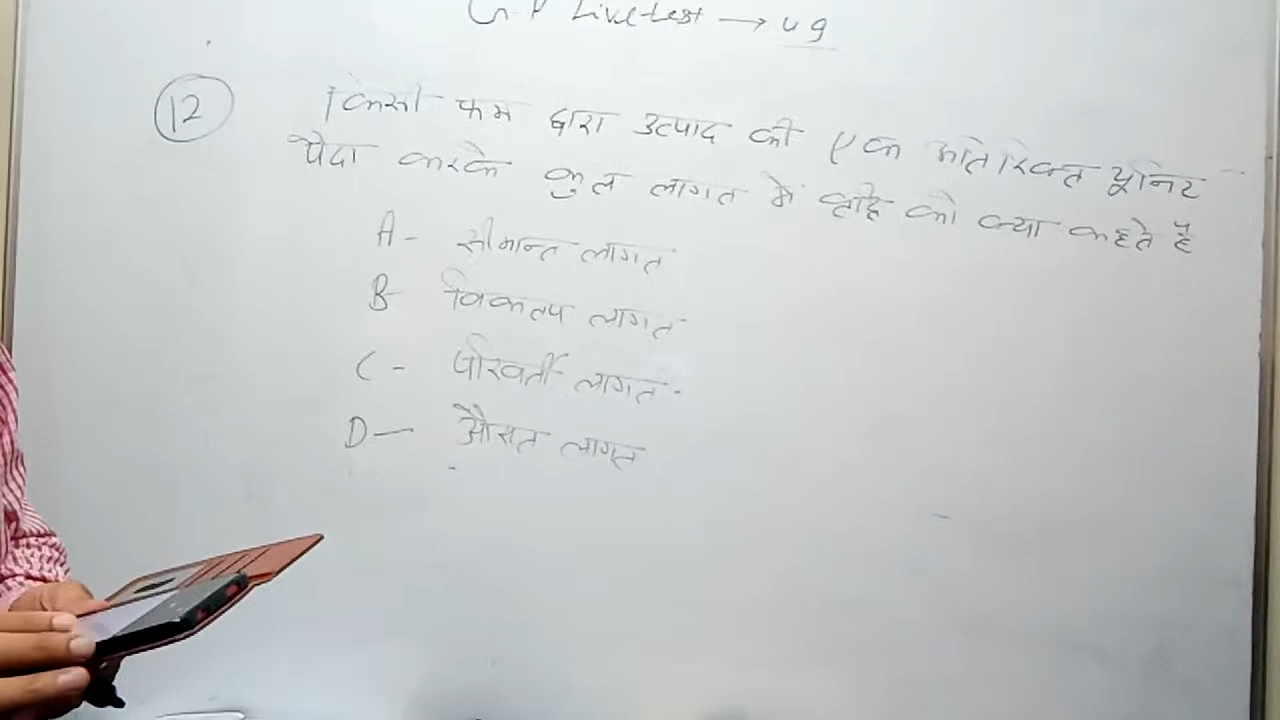 Live test → 49
12 किसी फर्म द्वारा उत्पाद की एक अतिरिक्त यूनिट
पैदा करके कुल लागत में वृद्धि को क्या कहते हैं
A- सीमान्त लागत
B- विकल्प लागत
C- परिवर्ती लागत
D- औसत लागत